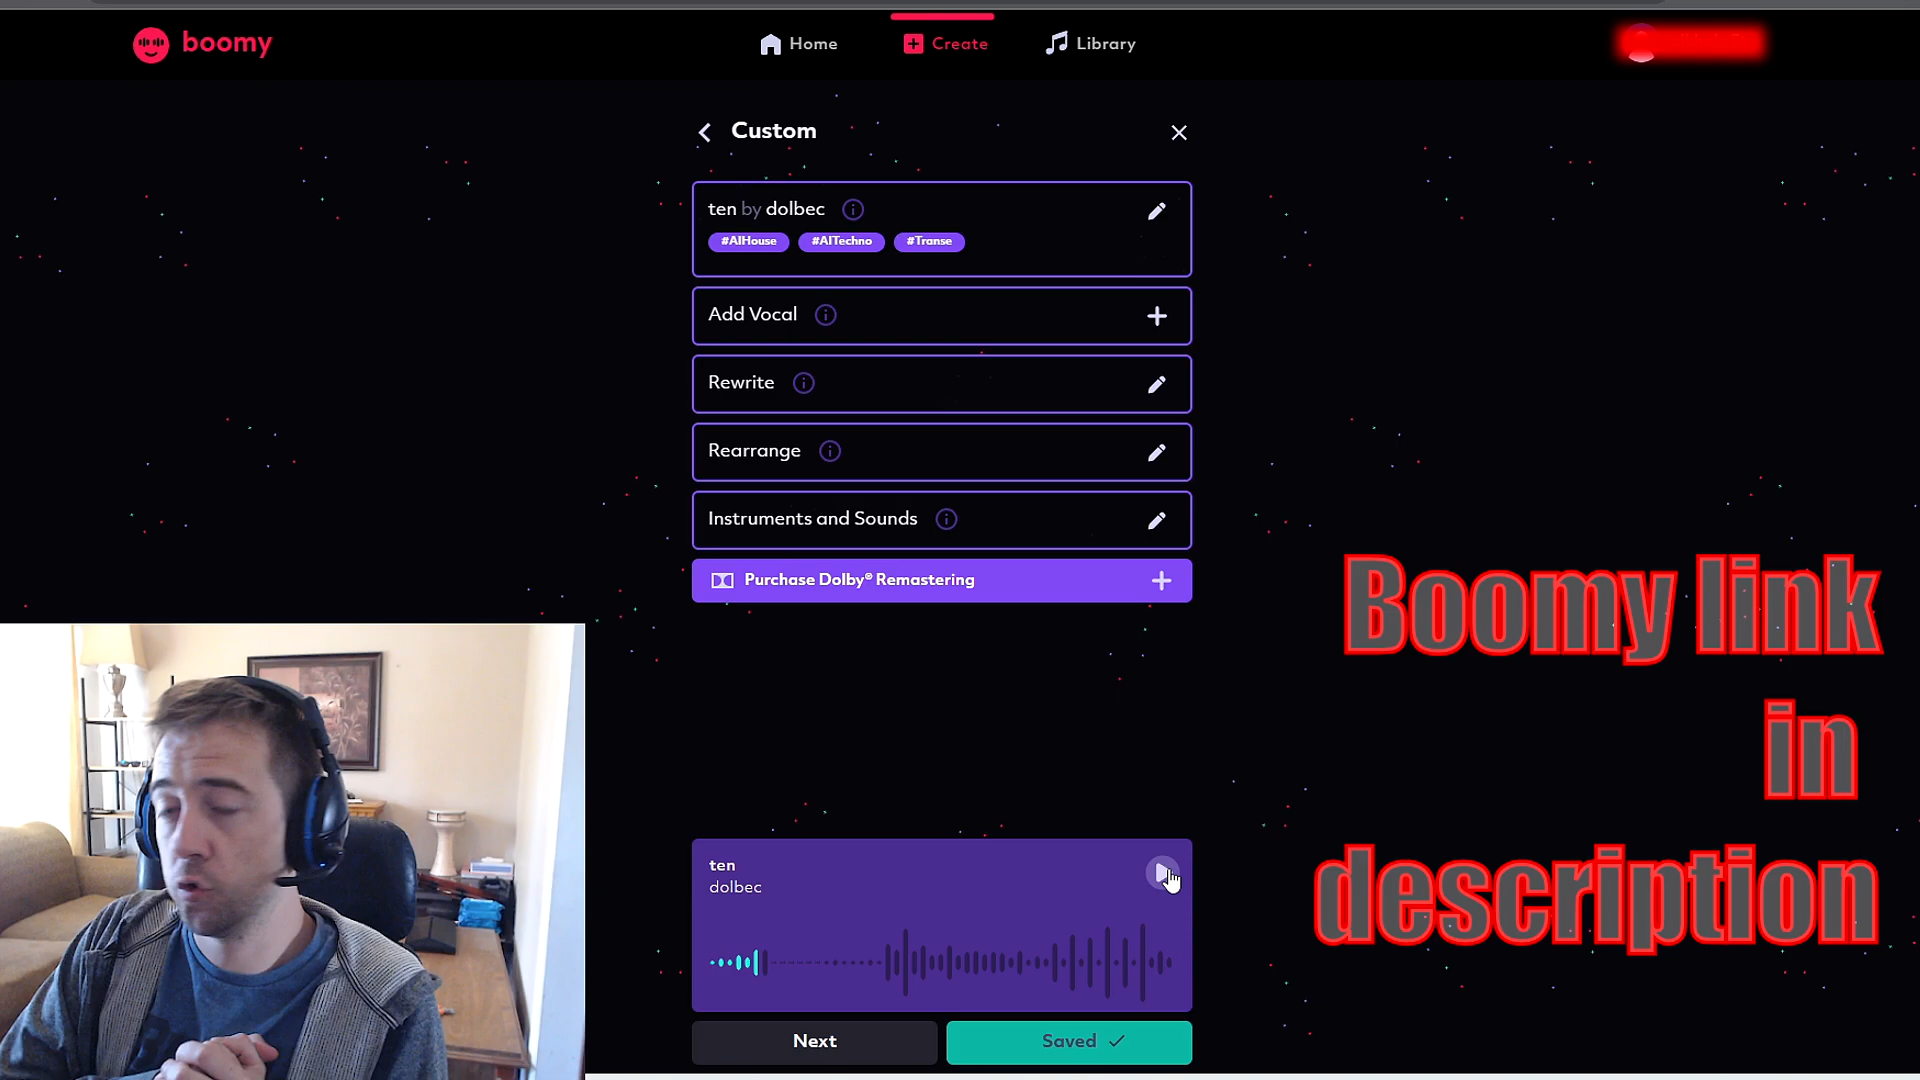 boomy
Home
Create
Library
Custom
ten by dolbec
#AIHouse #AITechno #Transe
Add Vocal
Rewrite
Rearrange
Instruments and Sounds
Purchase Dolby® Remastering
Boomy link
in
description
ten
dolbec
Next
Saved